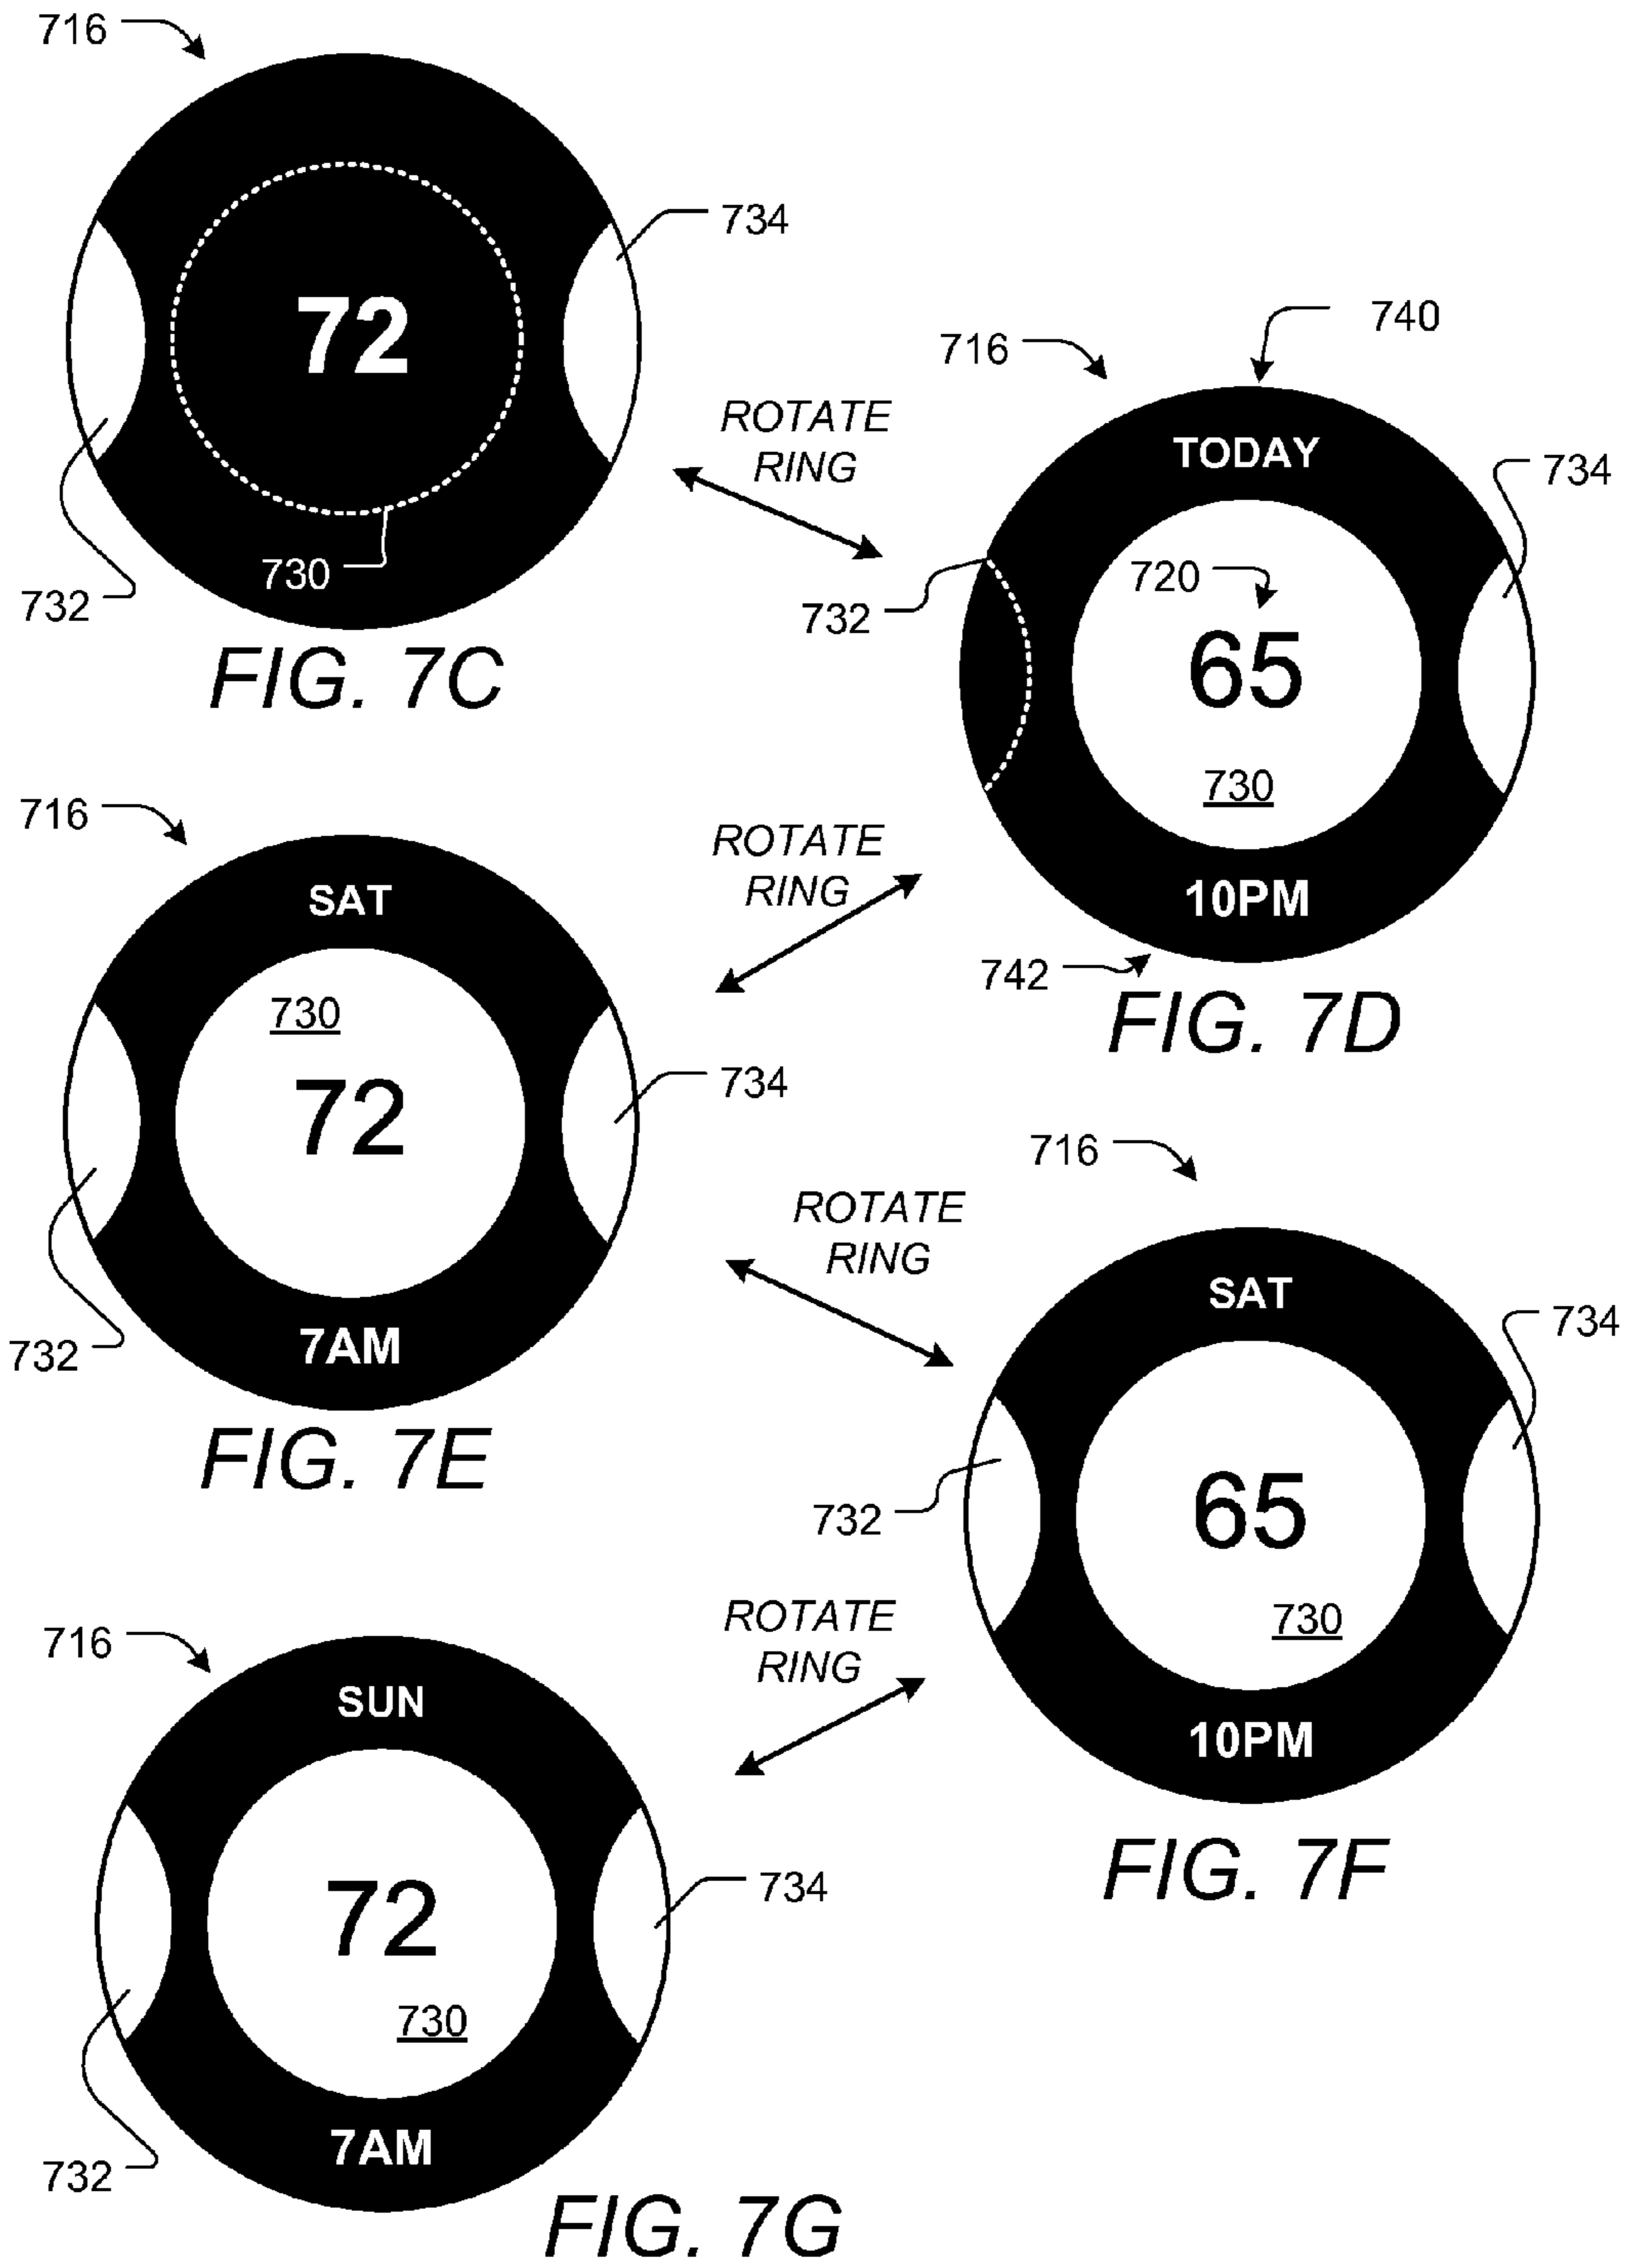 716
734
72
730
732
FIG. 7C
ROTATE
RING
740
716
TODAY
734
732
720
65
730
10PM
742
FIG. 7D
ROTATE
RING
716
SAT
730
72
734
732
7AM
FIG. 7E
ROTATE
RING
716
SAT
734
732
65
730
10PM
FIG. 7F
ROTATE
RING
716
SUN
72
734
730
732
7AM
FIG. 7G